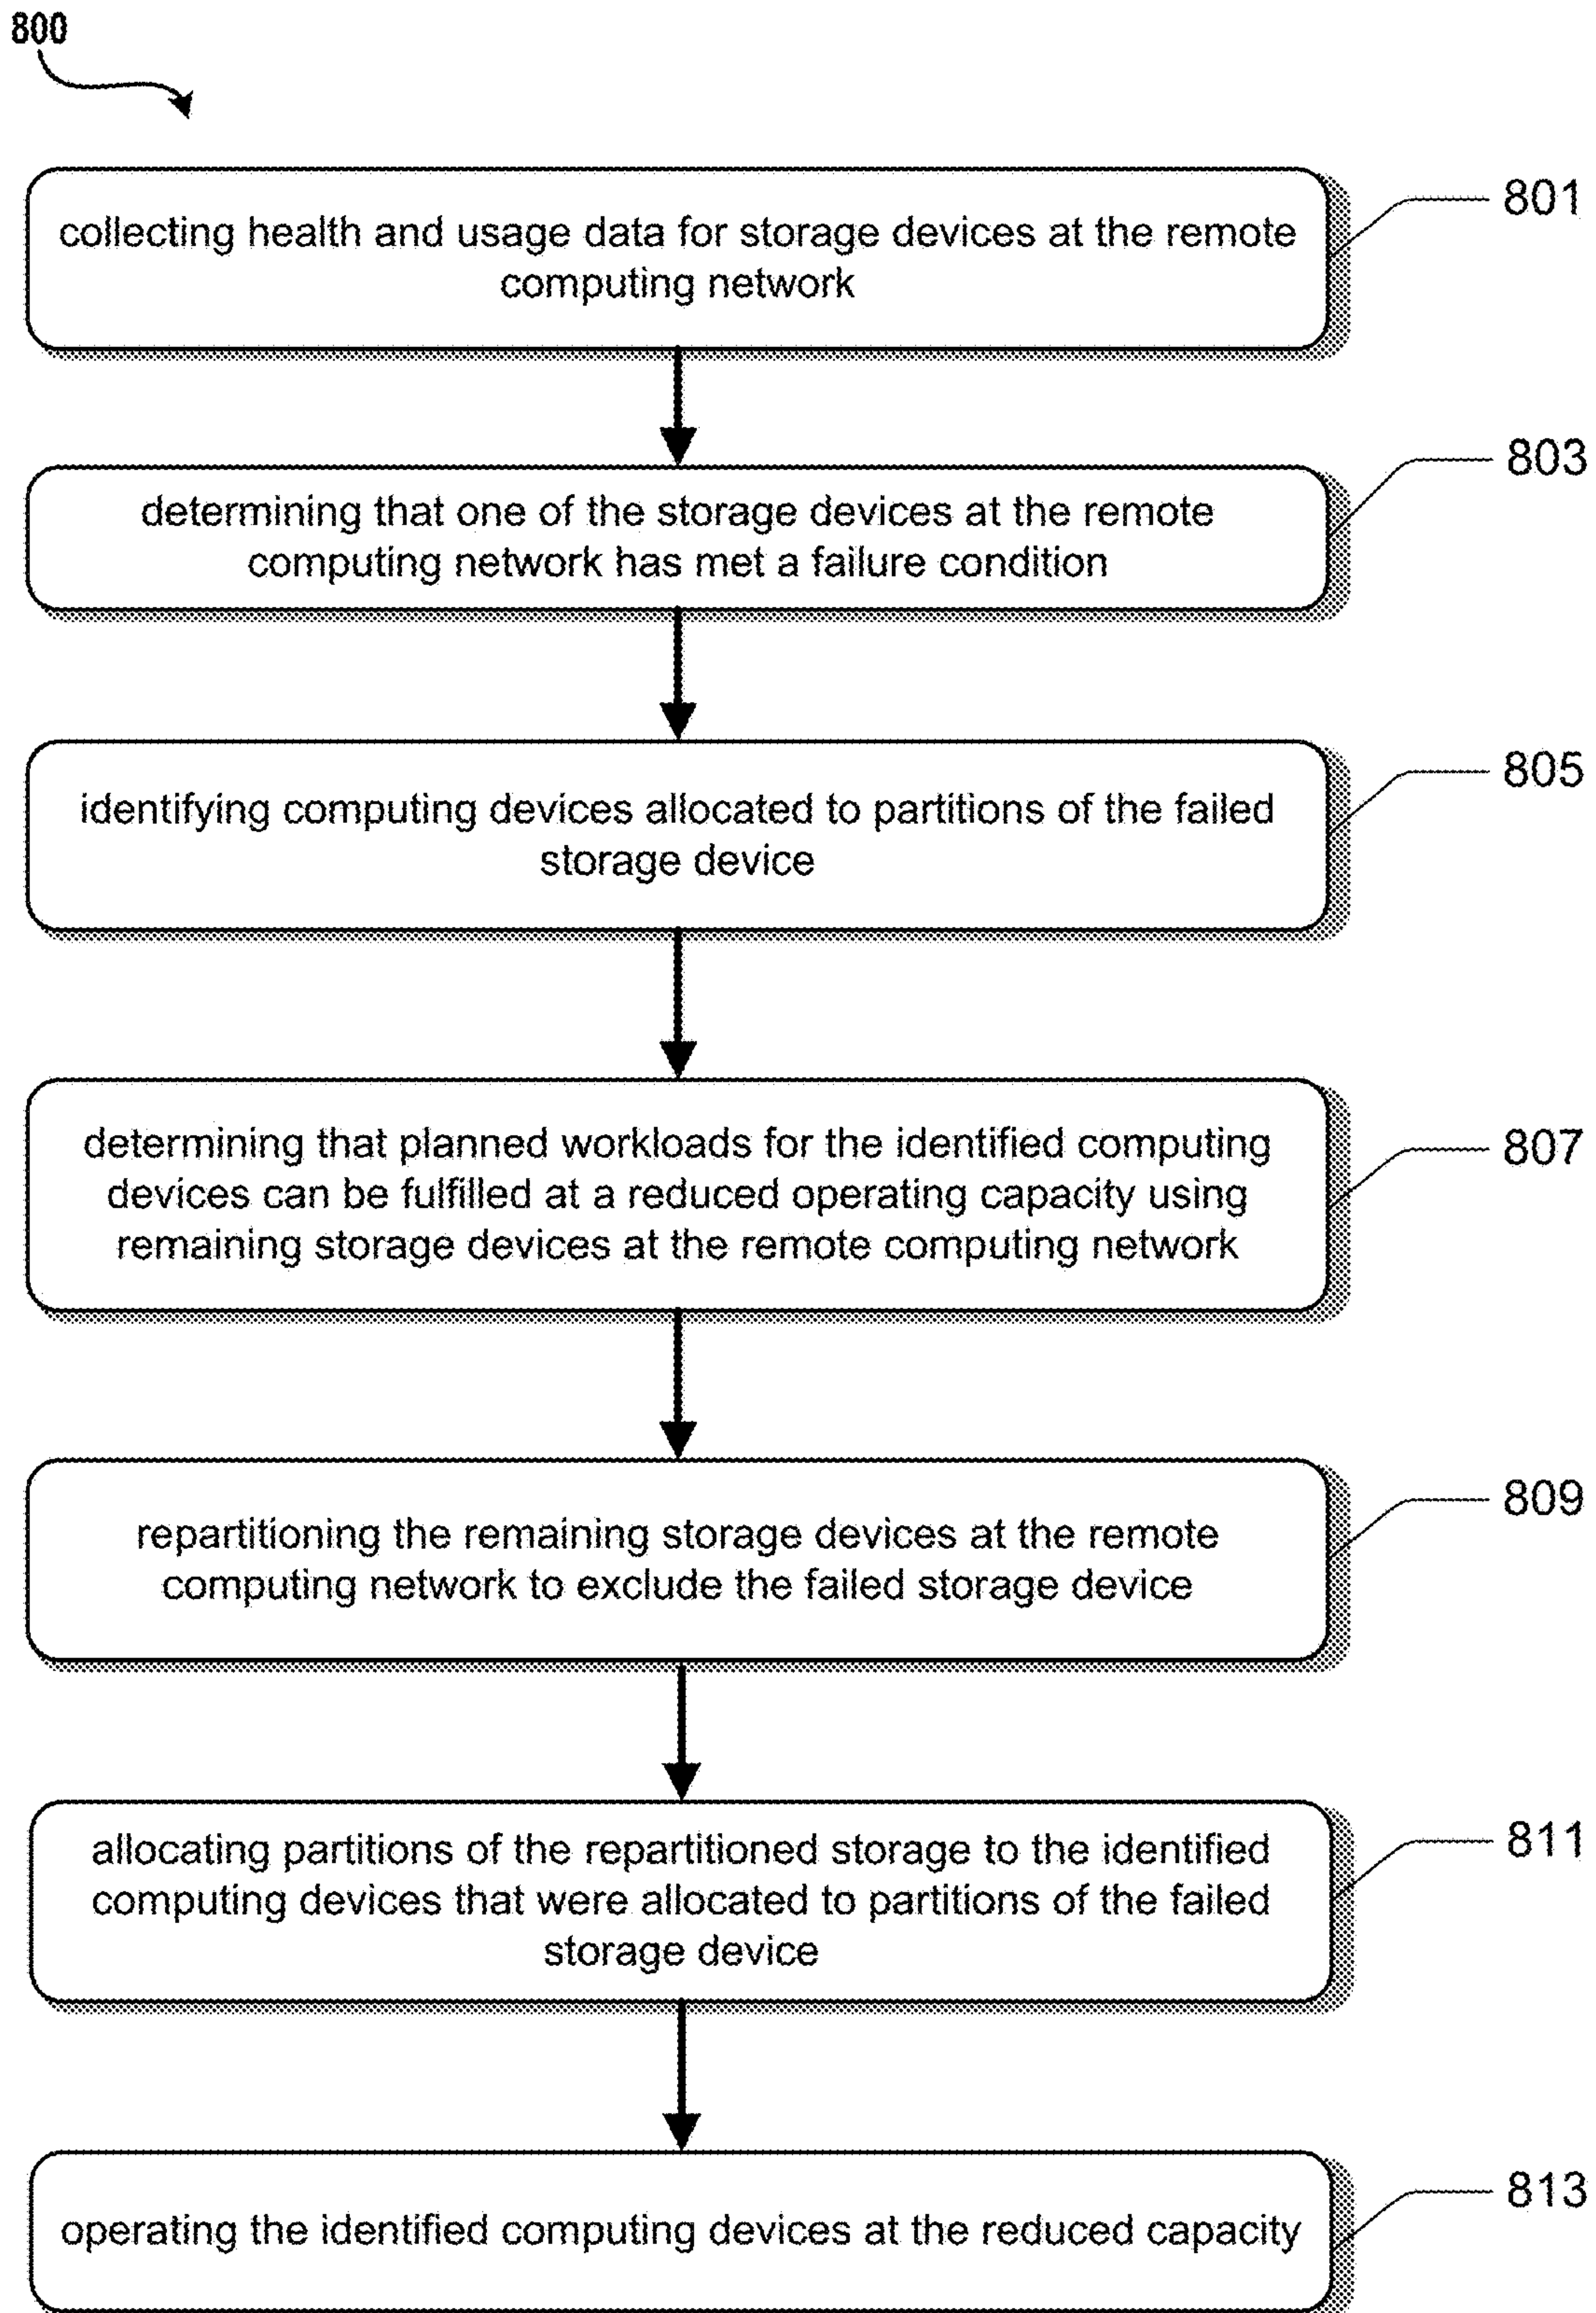 800
collecting health and usage data for storage devices at the remote
computing network
801
determining that one of the storage devices at the remote
computing network has met a failure condition
803
identifying computing devices allocated to partitions of the failed
storage device
805
determining that planned workloads for the identified computing
devices can be fulfilled at a reduced operating capacity using
remaining storage devices at the remote computing network
807
repartitioning the remaining storage devices at the remote
computing network to exclude the failed storage device
809
allocating partitions of the repartitioned storage to the identified
computing devices that were allocated to partitions of the failed
storage device
811
operating the identified computing devices at the reduced capacity
813